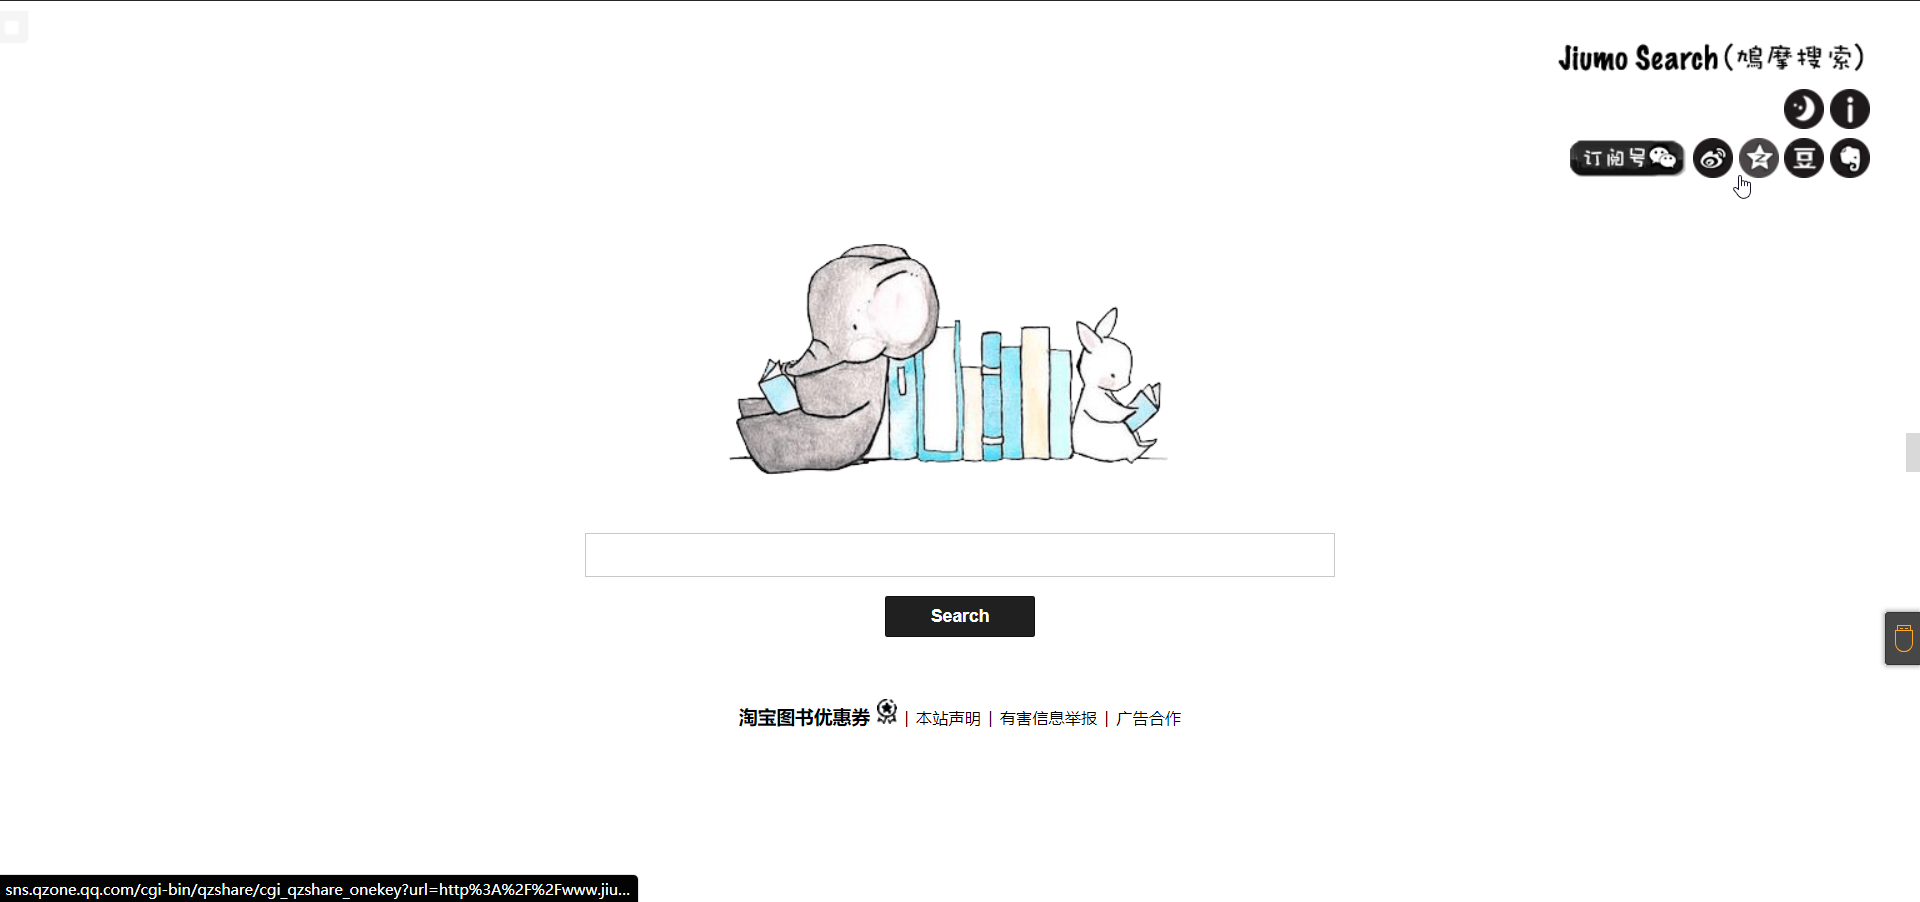 Jiumo Search(鸠摩搜索)
订阅号 豆
Search
淘宝图书优惠券 | 本站声明 | 有害信息举报 | 广告合作
sns.qzone.qq.com/cgi-bin/qzshare/cgi_qzshare_onekey?url=http%3A%2F%2Fwww.jiu...